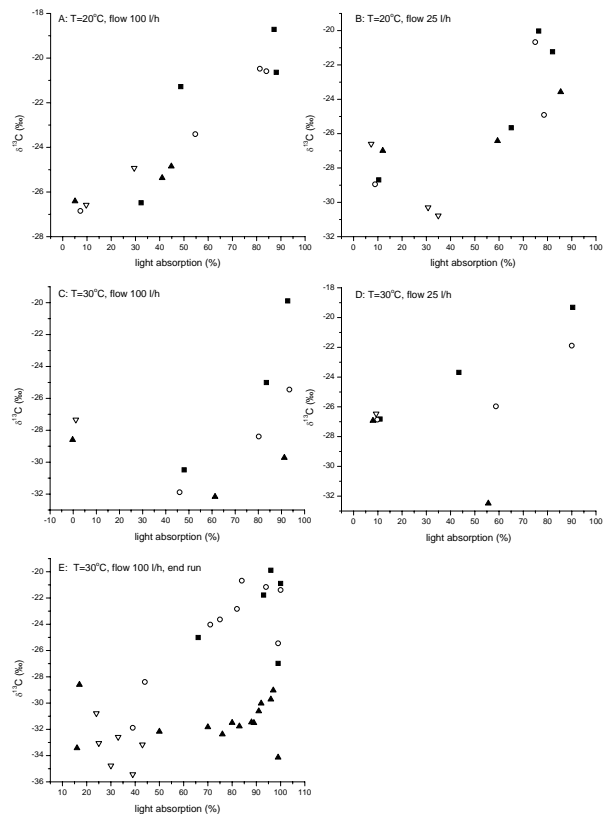 A: T=20°C, flow 100 l/h
-16
-18
-20
-22
-24
-26
-28
δ13C (‰)
0 10 20 30 40 50 60 70 80 90 100
light absorption (%)
B: T=20°C, flow 25 l/h
-20
-22
-24
-26
-28
-30
-32
δ13C (‰)
0 10 20 30 40 50 60 70 80 90 100
light absorption (%)
C: T=30°C, flow 100 l/h
-20
-22
-24
-26
-28
-30
-32
δ13C (‰)
-10 0 10 20 30 40 50 60 70 80 90 100
light absorption (%)
D: T=30°C, flow 25 l/h
-20
-22
-24
-26
-28
-30
-32
δ13C (‰)
0 10 20 30 40 50 60 70 80 90 100
light absorption (%)
E: T=30°C, flow 100 l/h, end run
-20
-22
-24
-26
-28
-30
-32
-34
-36
δ13C (‰)
10 20 30 40 50 60 70 80 90 100
light absorption (%)